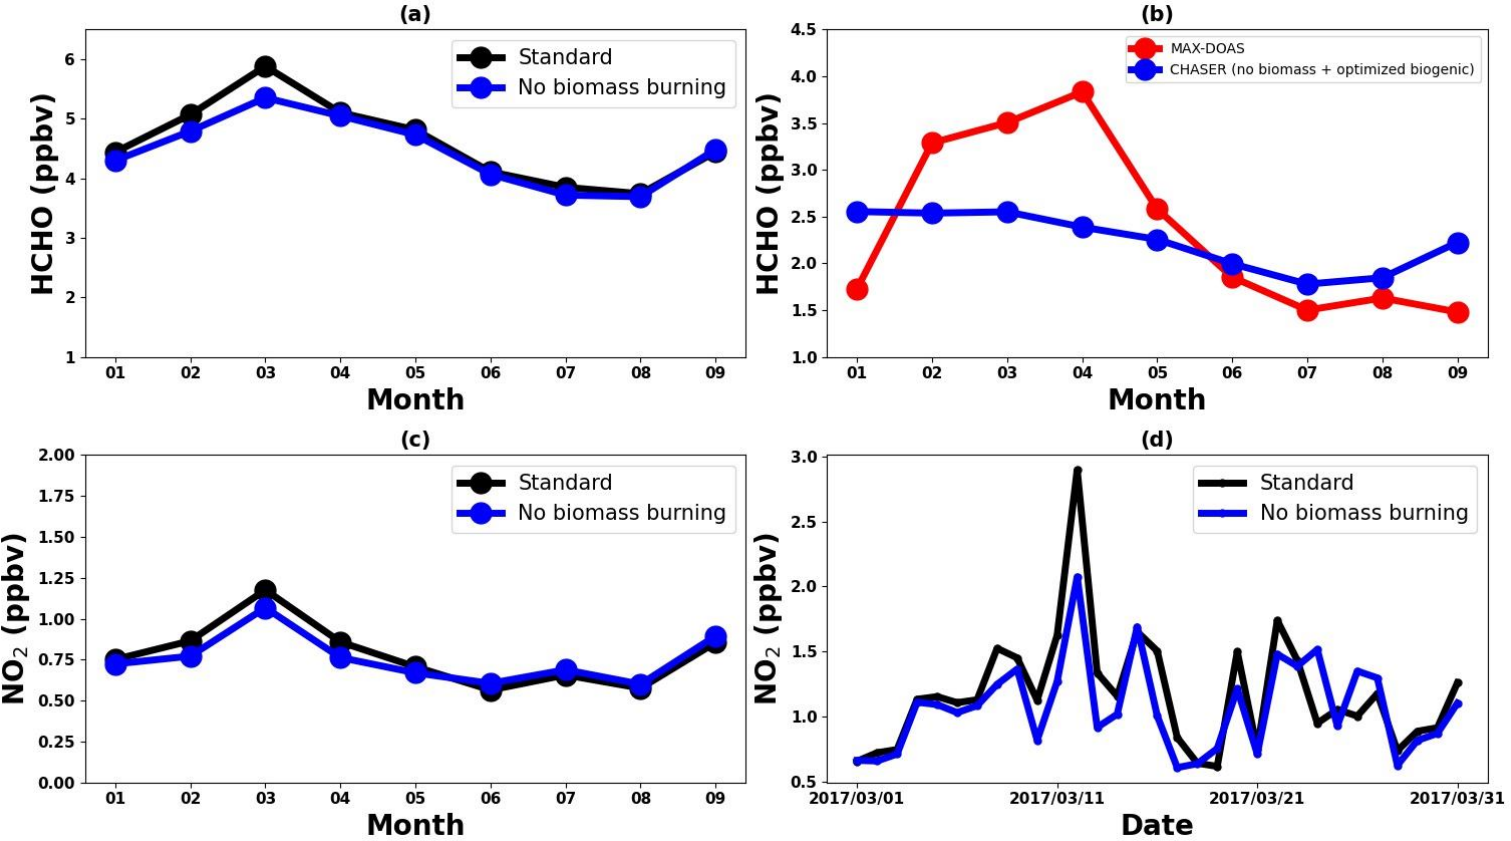 (a)
HCHO (ppbv)
6
5
4
3
2
1
Standard
No biomass burning
01 02 03 04 05 06 07 08 09
Month
(b)
HCHO (ppbv)
4.5
4.0
3.5
3.0
2.5
2.0
1.5
1.0
MAX-DOAS
CHASER (no biomass + optimized biogenic)
01 02 03 04 05 06 07 08 09
Month
(c)
NO₂ (ppbv)
2.00
1.75
1.50
1.25
1.00
0.75
0.50
0.25
0.00
Standard
No biomass burning
01 02 03 04 05 06 07 08 09
Month
(d)
NO₂ (ppbv)
3.0
2.5
2.0
1.5
1.0
0.5
Standard
No biomass burning
2017/03/01 2017/03/11 2017/03/21 2017/03/31
Date